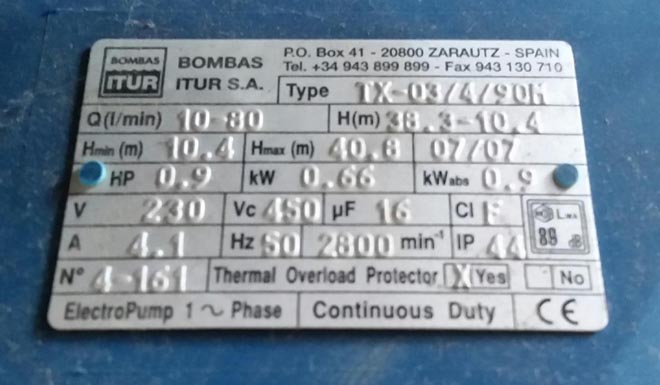 BOMBAS
ITUR
BOMBAS
ITUR S.A.
P.O. Box 41 - 20800 ZARAUTZ - SPAIN
Tel. +34 943 899 899 - Fax 943 130 710
Type TX-03/4/90M
Q(l/min) 10-80 H(m) 38.3-10.4
Hmin (m) 10.4 Hmax (m) 40.8 07/07
HP 0.9 kW 0.66 kWabs 0.9
V 230 Vc 450 µF 16 Cl F
LWA
A 4.1 Hz 50 2800 min⁻¹ IP 44 89 dB
Nº 4-161 Thermal Overload Protector X Yes No
ElectroPump 1 ~ Phase Continuous Duty CE